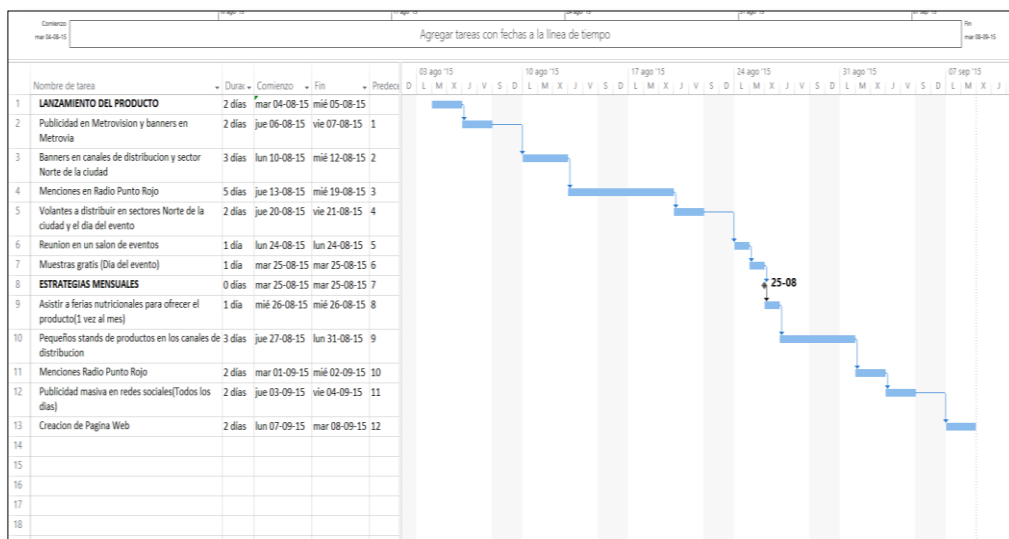 Comienzo
mar 04-08-15
Agregar tareas con fechas a la línea de tiempo
Fin
mar 08-09-15
03 ago '15 10 ago '15 17 ago '15 24 ago '15 31 ago '15 07 sep '15
Nombre de tarea Comienzo Fin Predece D L M X J V S D L M X J V S D L M X J V S D L M X J V S D L M X J V S D L M X J
1 LANZAMIENTO DEL PRODUCTO 2 días mar 04-08-15 mié 05-08-15
2 Publicidad en Metrovision y banners en 2 días jue 06-08-15 vie 07-08-15 1
Metrovia
3 Banners en canales de distribucion y sector 3 días lun 10-08-15 mié 12-08-15 2
Norte de la ciudad
4 Menciones en Radio Punto Rojo 5 días jue 13-08-15 mié 19-08-15 3
5 Volantes a distribuir en sectores Norte de la 2 días jue 20-08-15 vie 21-08-15 4
ciudad y el dia del evento
6 Reunion en un salon de eventos 1 día lun 24-08-15 lun 24-08-15 5
7 Muestras gratis (Dia del evento) 1 día mar 25-08-15 mar 25-08-15 6
8 ESTRATEGIAS MENSUALES 0 días mar 25-08-15 mar 25-08-15 7 25-08
9 Asistir a ferias nutricionales para ofrecer el 1 día mié 26-08-15 mié 26-08-15 8
producto(1 vez al mes)
10 Pequeños stands de productos en los canales de 3 días jue 27-08-15 lun 31-08-15 9
distribucion
11 Menciones Radio Punto Rojo 2 días mar 01-09-15 mié 02-09-15 10
12 Publicidad masiva en redes sociales(Todos los 2 días jue 03-09-15 vie 04-09-15 11
dias)
13 Creacion de Pagina Web 2 días lun 07-09-15 mar 08-09-15 12
14
15
16
17
18